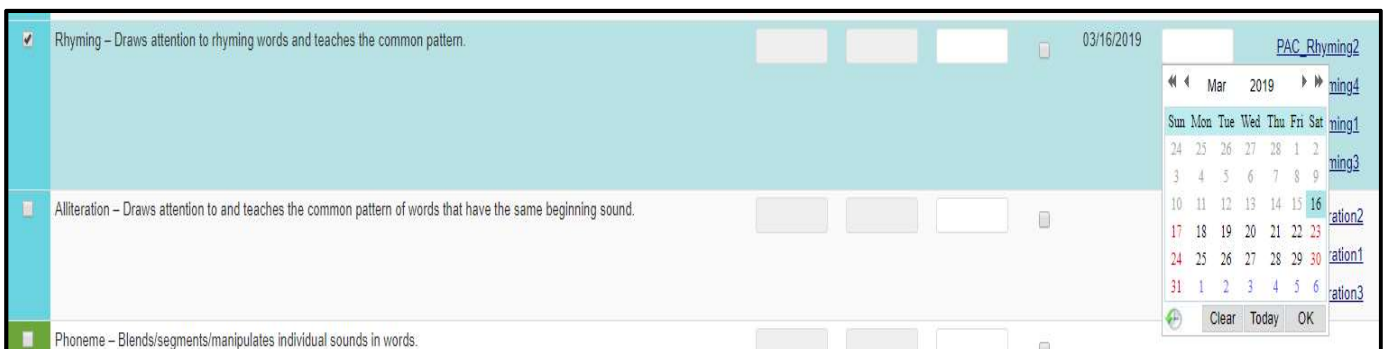 Rhyming – Draws attention to rhyming words and teaches the common pattern.
03/16/2019
PAC_Rhyming2
ming4
ming1
ming3
Mar 2019
Sun Mon Tue Wed Thu Fri Sat
24 25 26 27 28 1 2
3 4 5 6 7 8 9
10 11 12 13 14 15 16
17 18 19 20 21 22 23
24 25 26 27 28 29 30
31 1 2 3 4 5 6
Clear Today OK
Alliteration – Draws attention to and teaches the common pattern of words that have the same beginning sound.
ration2
ration1
ration3
Phoneme – Blends/segments/manipulates individual sounds in words.